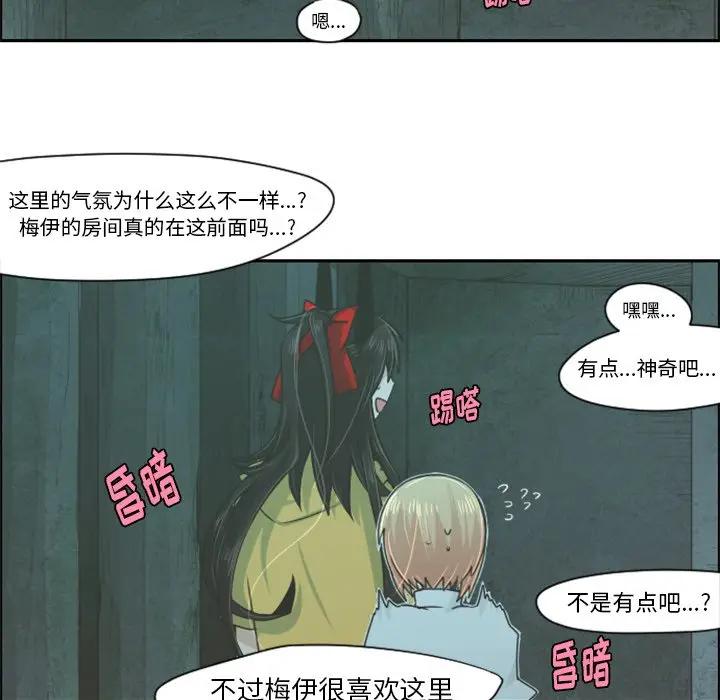 踢嗒
嗯...
这里的气氛为什么这么不一样...?
梅伊的房间真的在这前面吗...?
嘿嘿...
有点...神奇吧...
踢嗒
昏暗
不是有点吧...?
昏暗
不过梅伊很喜欢这里